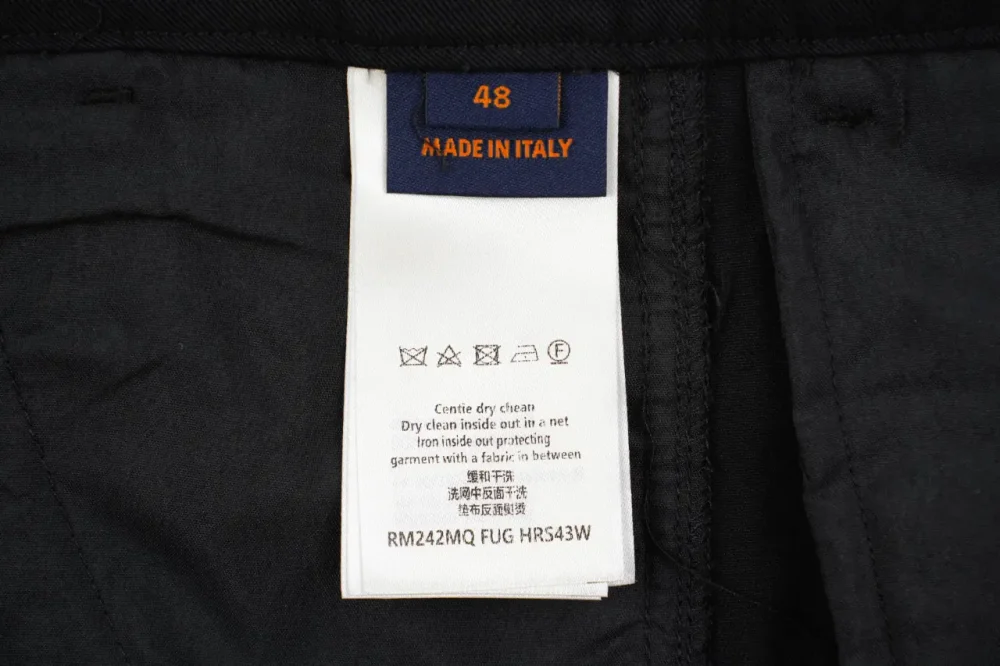 48
MADE IN ITALY
F
Centie dry chean
Dry clean inside out in a net
Iron inside out protecting
garment with a fabric in between
缓和干洗
洗网中反面干洗
垫布反面熨烫
RM242MQ FUG HRS43W